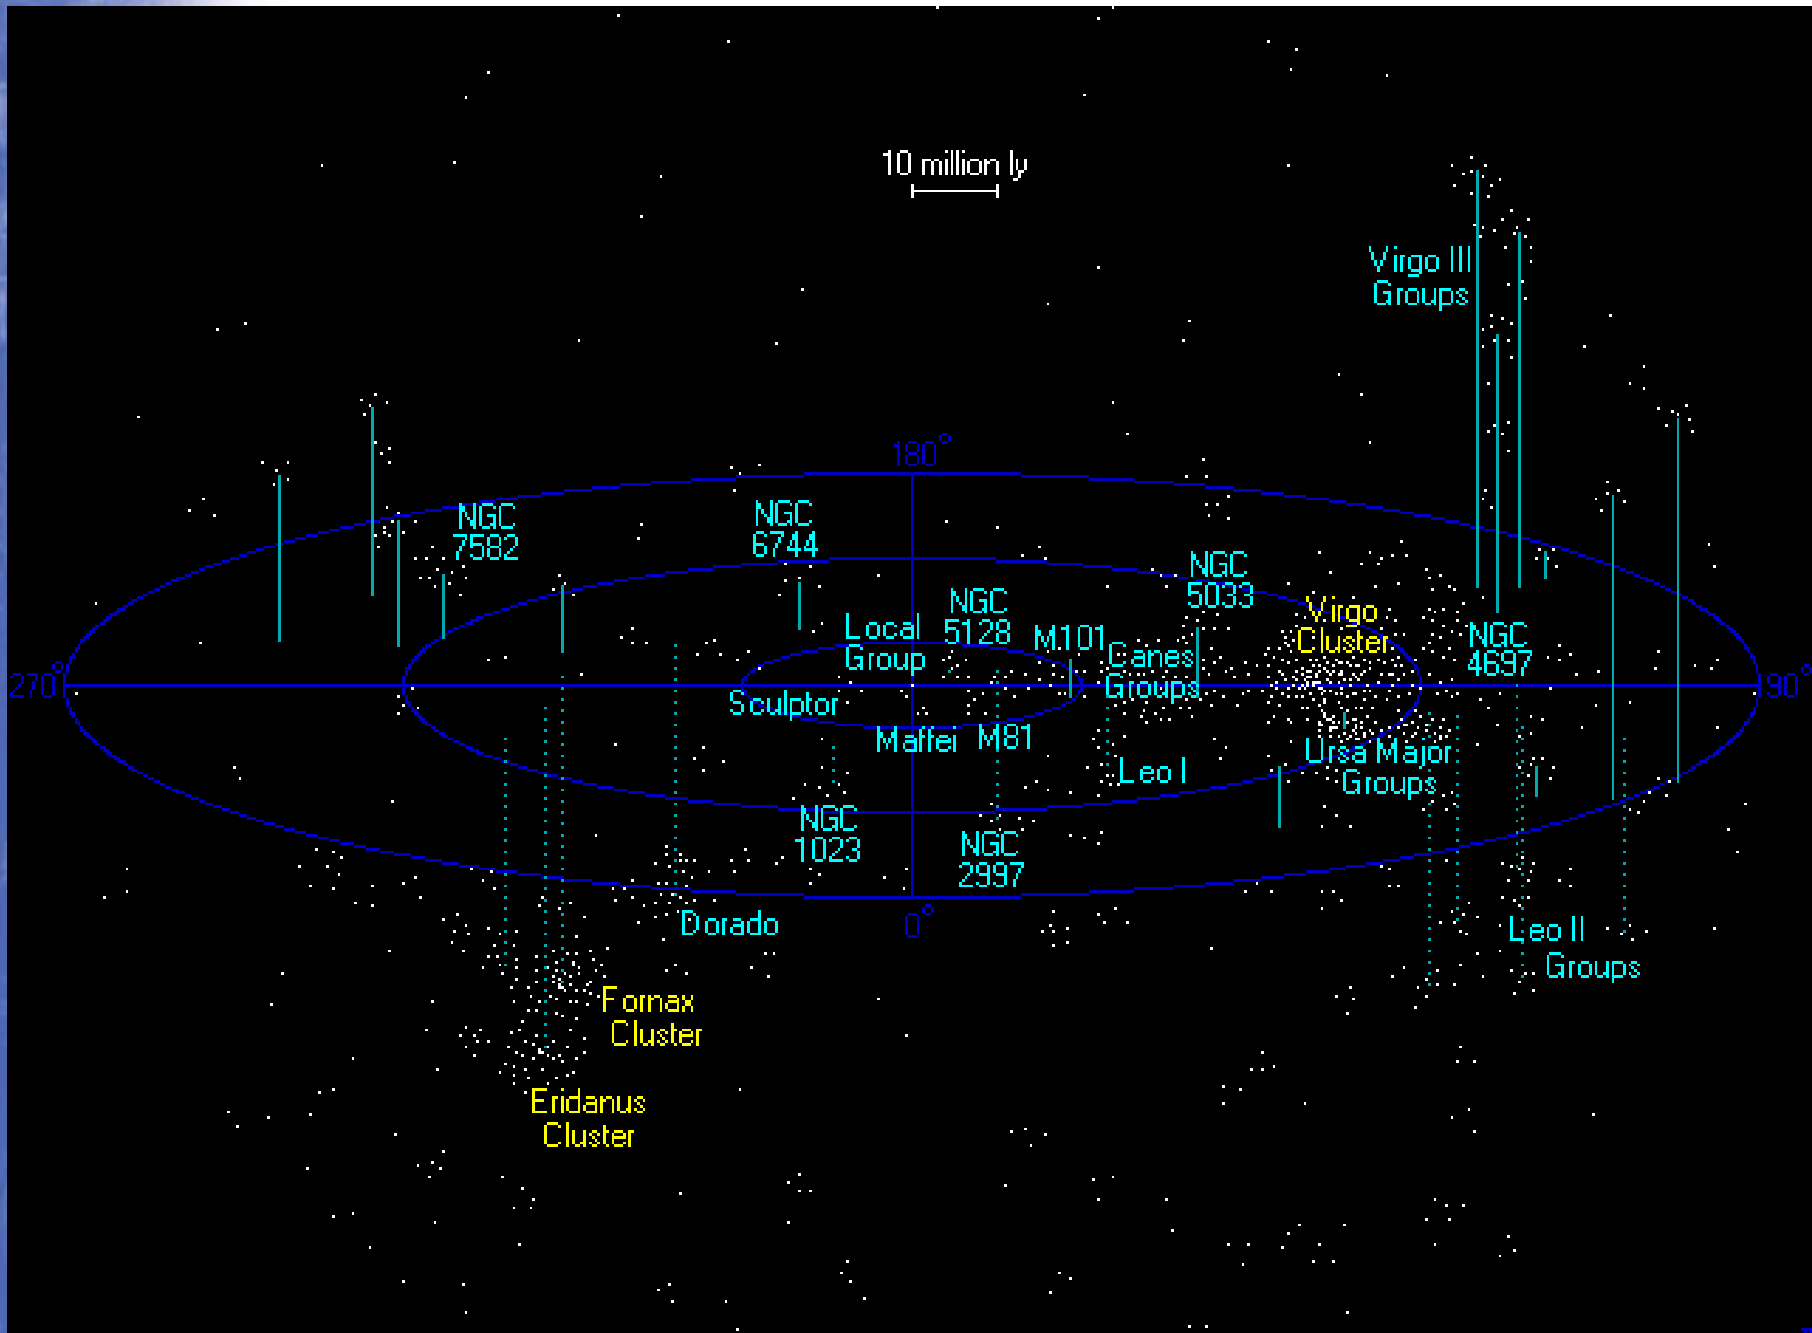 10 million ly
Virgo III
Groups
180°
NGC
7582
NGC
6744
NGC
5033
NGC
5128
Local
Group
M101
Canes
Groups
Virgo
Cluster
NGC
4697
270°
90°
Sculptor
Maffei
M81
Leo I
Ursa Major
Groups
NGC
1023
NGC
2997
0°
Dorado
Leo II
Groups
Fornax
Cluster
Eridanus
Cluster